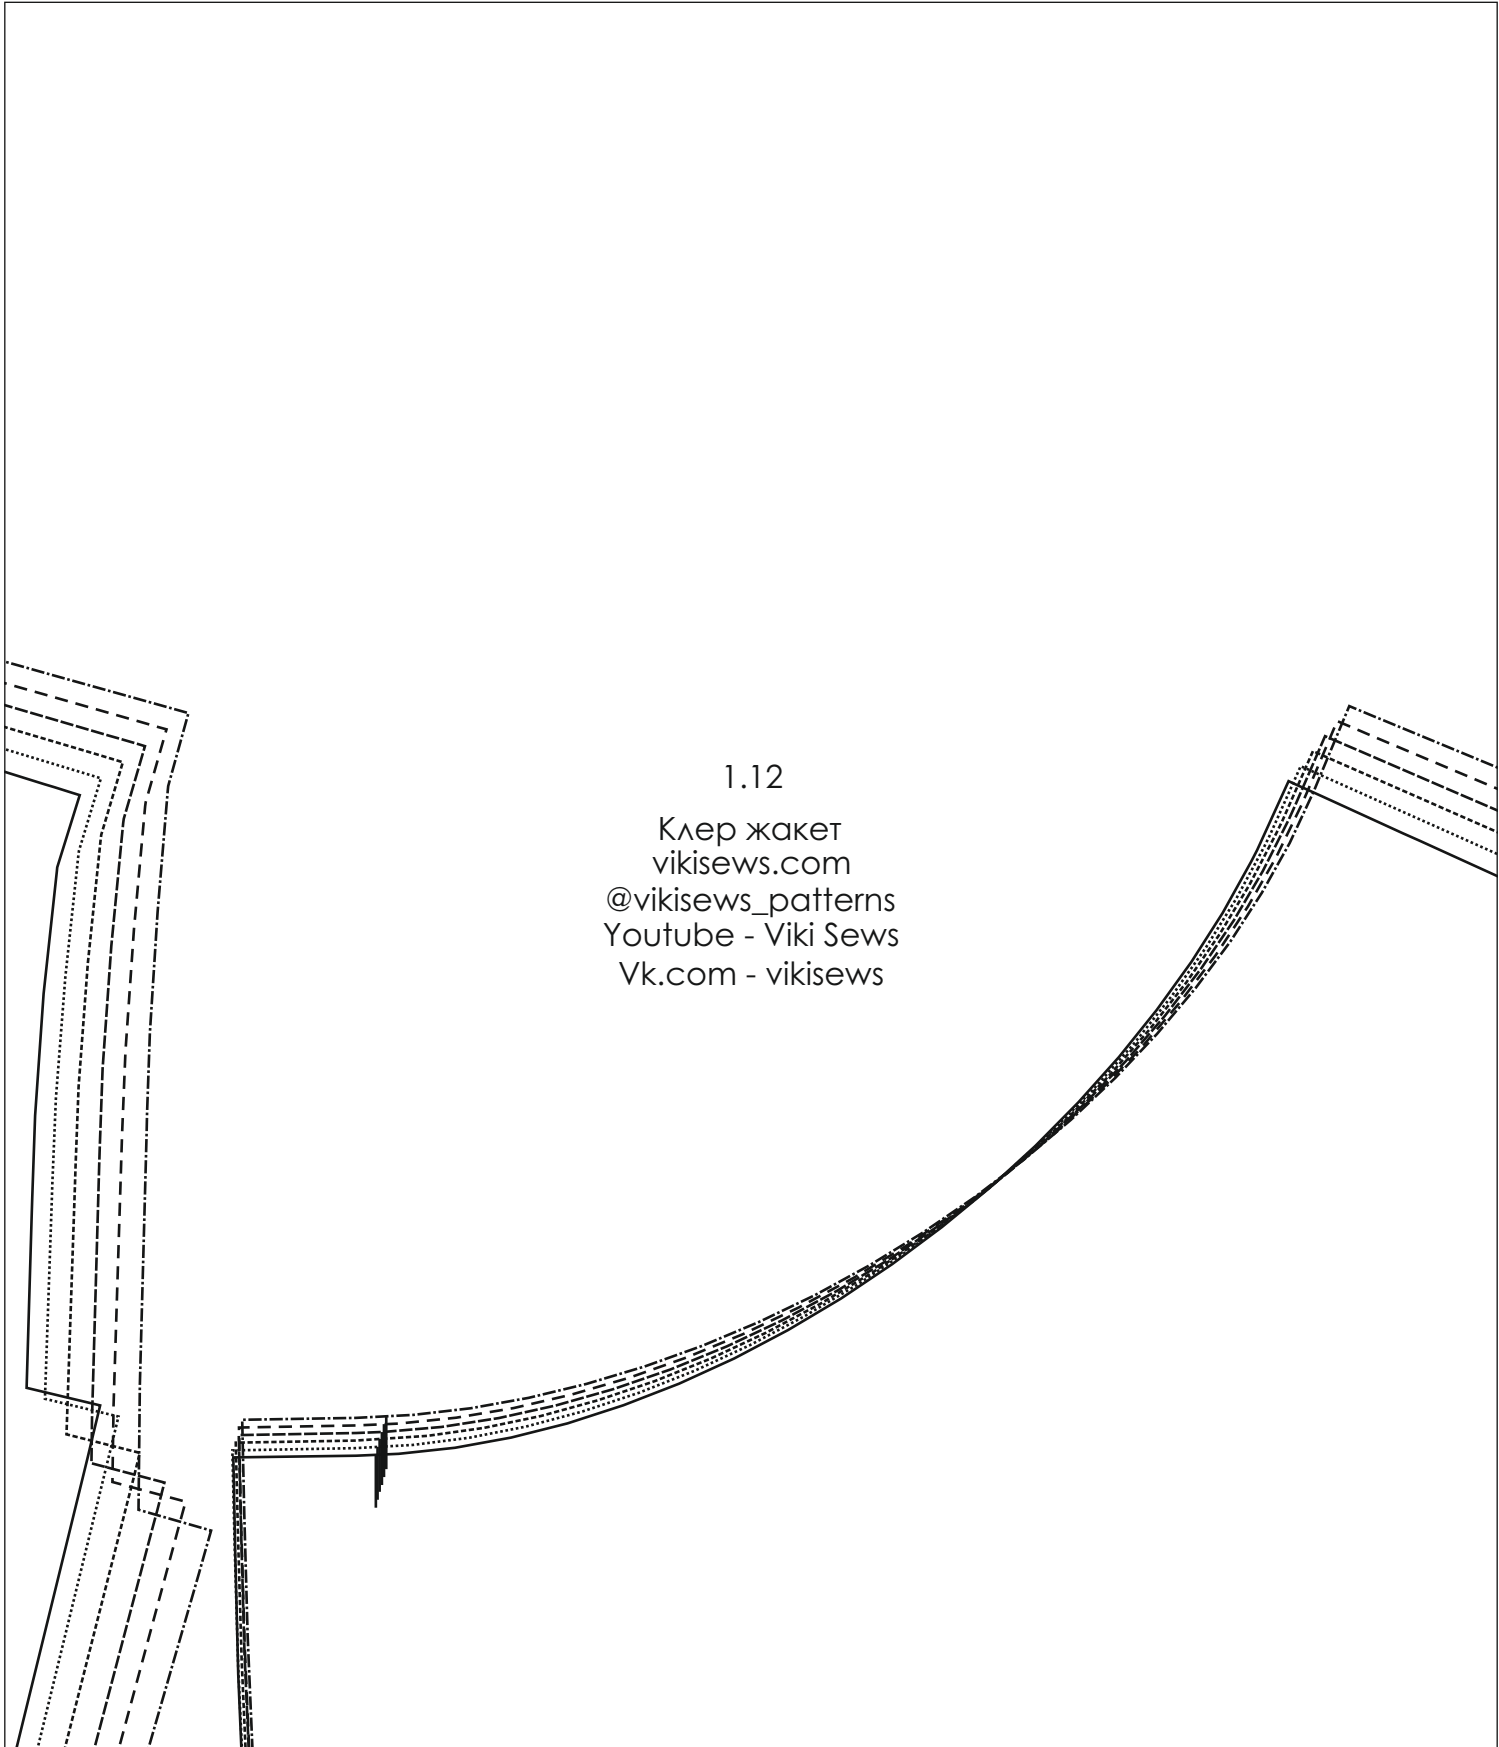 1.12
Клер жакет
vikisews.com
@vikisews_patterns
Youtube - Viki Sews
Vk.com - vikisews